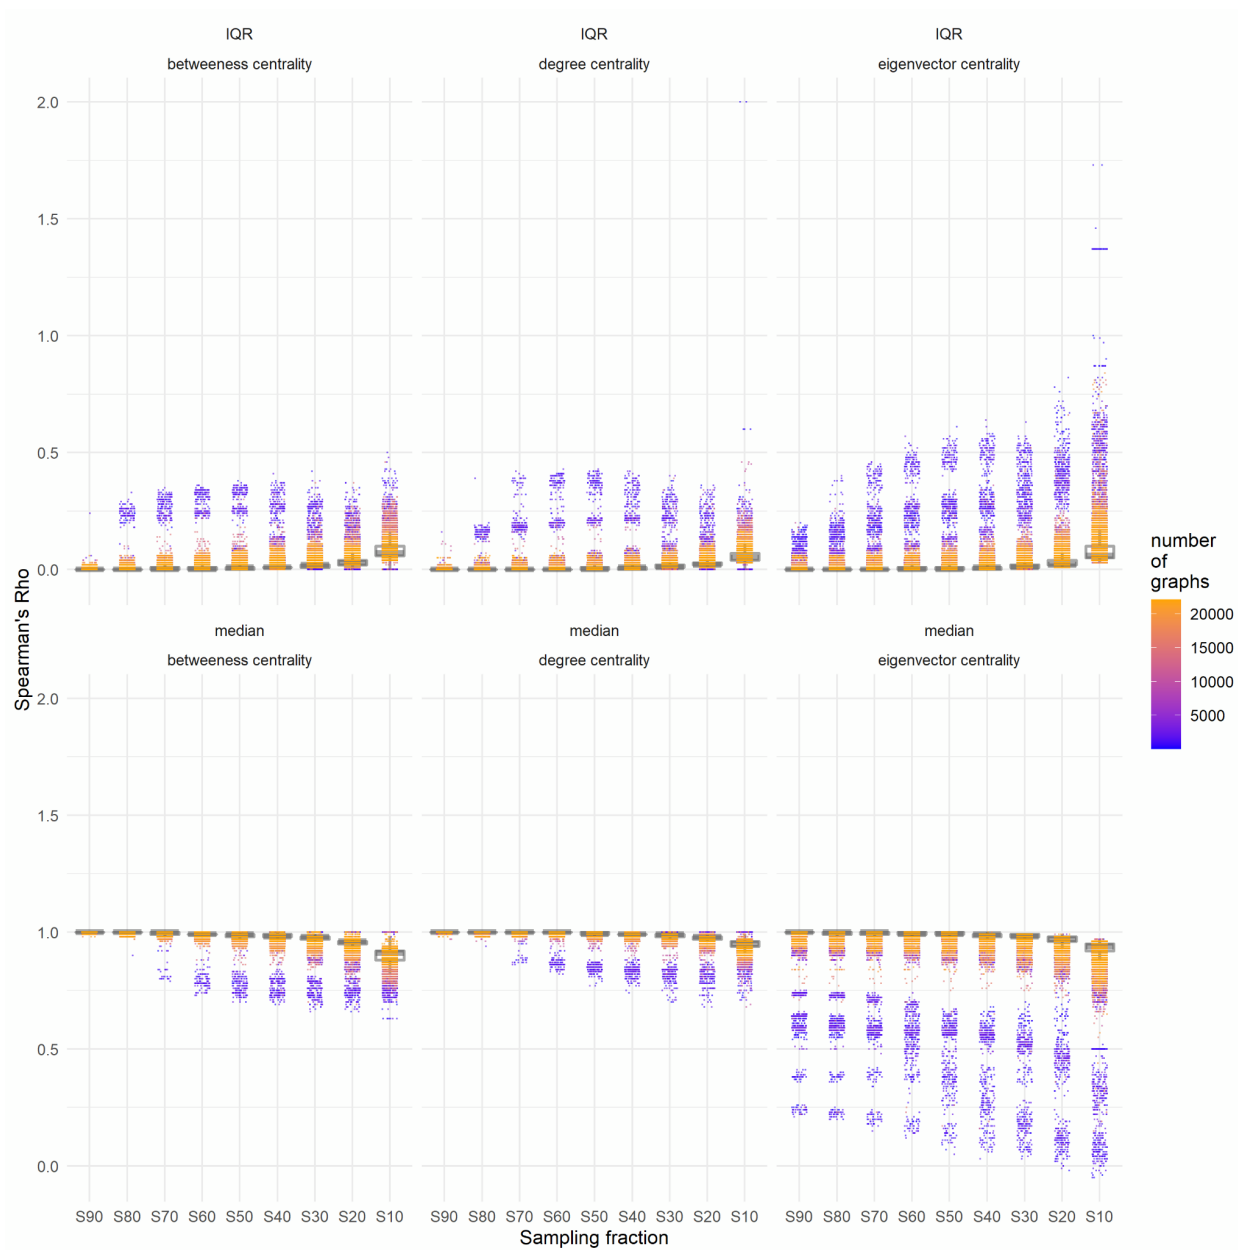 IQR
IQR
IQR
betweeness centrality
degree centrality
eigenvector centrality
2.0
1.5
1.0
0.5
0.0
Spearman's Rho
median
median
median
betweeness centrality
degree centrality
eigenvector centrality
2.0
1.5
1.0
0.5
0.0
number
of
graphs
20000
15000
10000
5000
S90 S80 S70 S60 S50 S40 S30 S20 S10
S90 S80 S70 S60 S50 S40 S30 S20 S10
S90 S80 S70 S60 S50 S40 S30 S20 S10
Sampling fraction